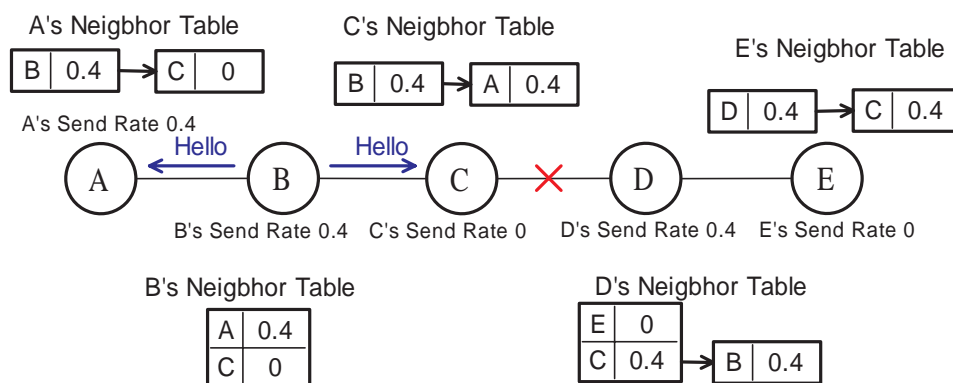 A's Neigbhor Table
B 0.4 C 0
C's Negbhor Table
B 0.4 A 0.4
E's Neigbhor Table
D 0.4 C 0.4
A's Send Rate 0.4
Hello Hello
A B C D E
B's Send Rate 0.4 C's Send Rate 0 D's Send Rate 0.4 E's Send Rate 0
B's Neigbhor Table
A 0.4
C 0
D's Neigbhor Table
E 0
C 0.4 B 0.4